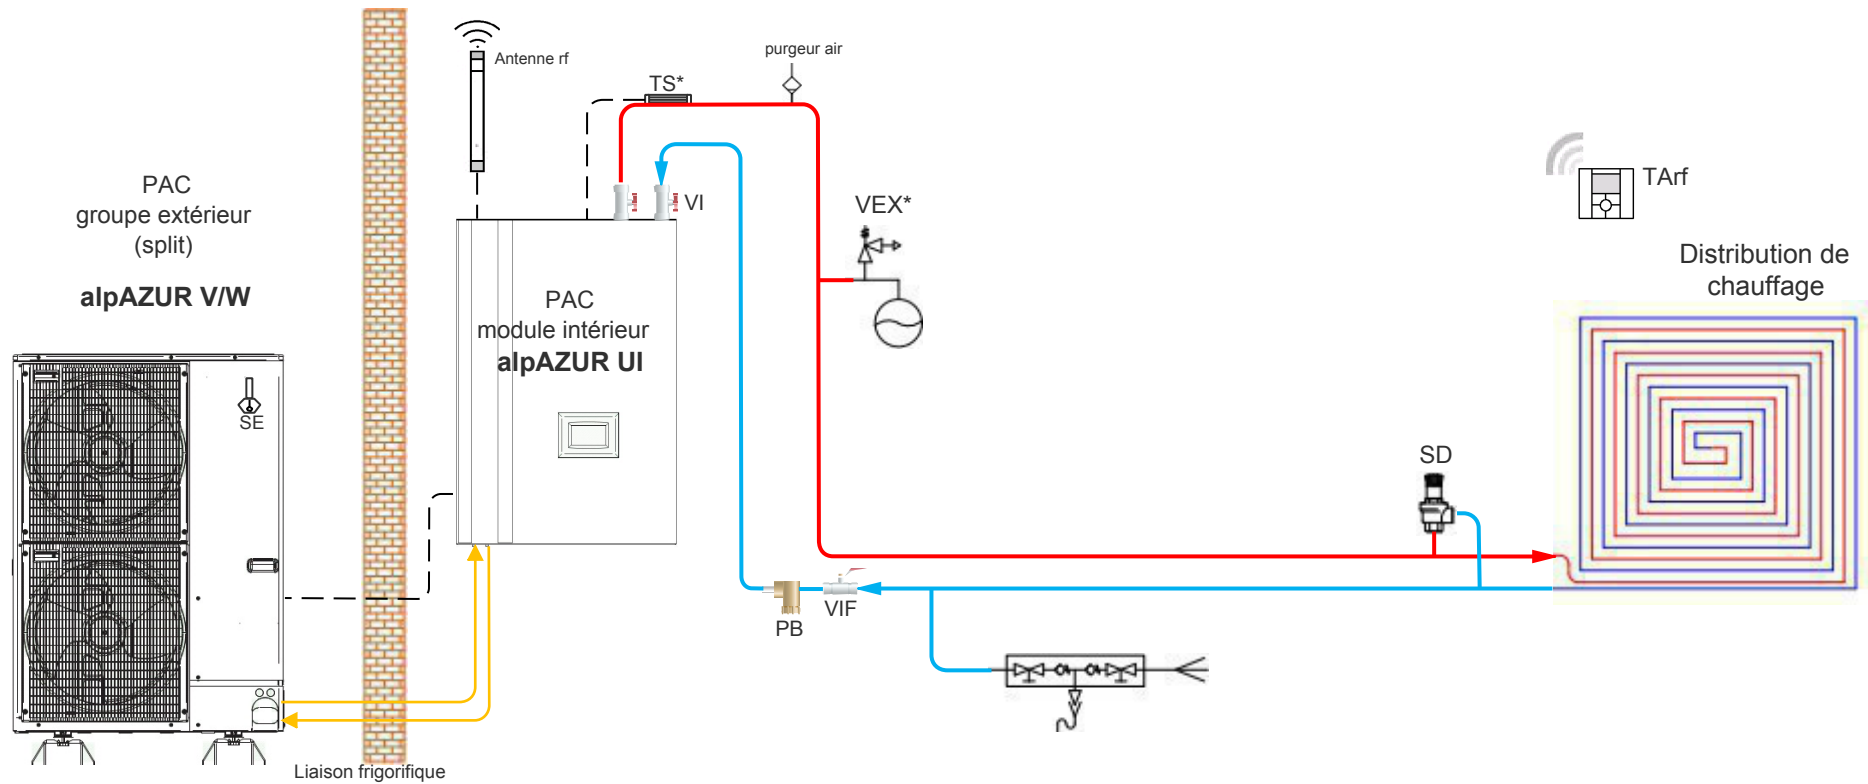 PAC
groupe extérieur
(split)
alpAZUR V/W
SE
Liaison frigorifique
Antenne rf
TS*
purgeur air
VI
PAC
module intérieur
alpAZUR UI
VEX*
PB
VIF
SD
TArf
Distribution de
chauffage